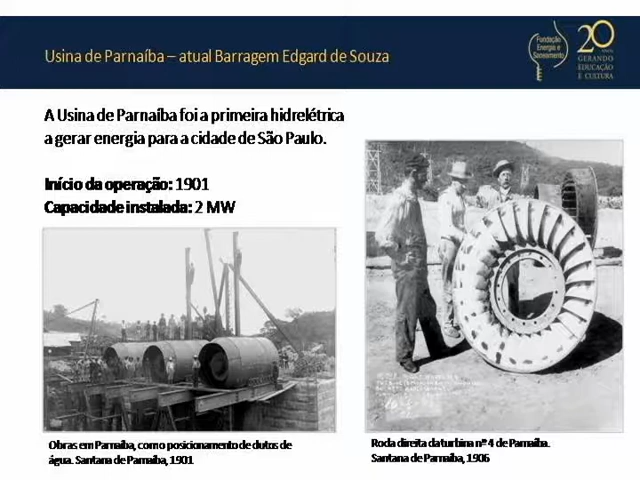 Usina de Parnaíba – atual Barragem Edgard de Souza
Fundação
Energia e
Saneamento
20
ANOS
GERANDO
EDUCAÇÃO
E CULTURA
A Usina de Parnaíba foi a primeira hidrelétrica
a gerar energia para a cidade de São Paulo.
Início da operação: 1901
Capacidade instalada: 2 MW
Obras em Parnaíba, com o posicionamento de dutos de
água. Santana de Parnaíba, 1901
Roda direita da turbina nº 4 de Parnaíba.
Santana de Parnaíba, 1906